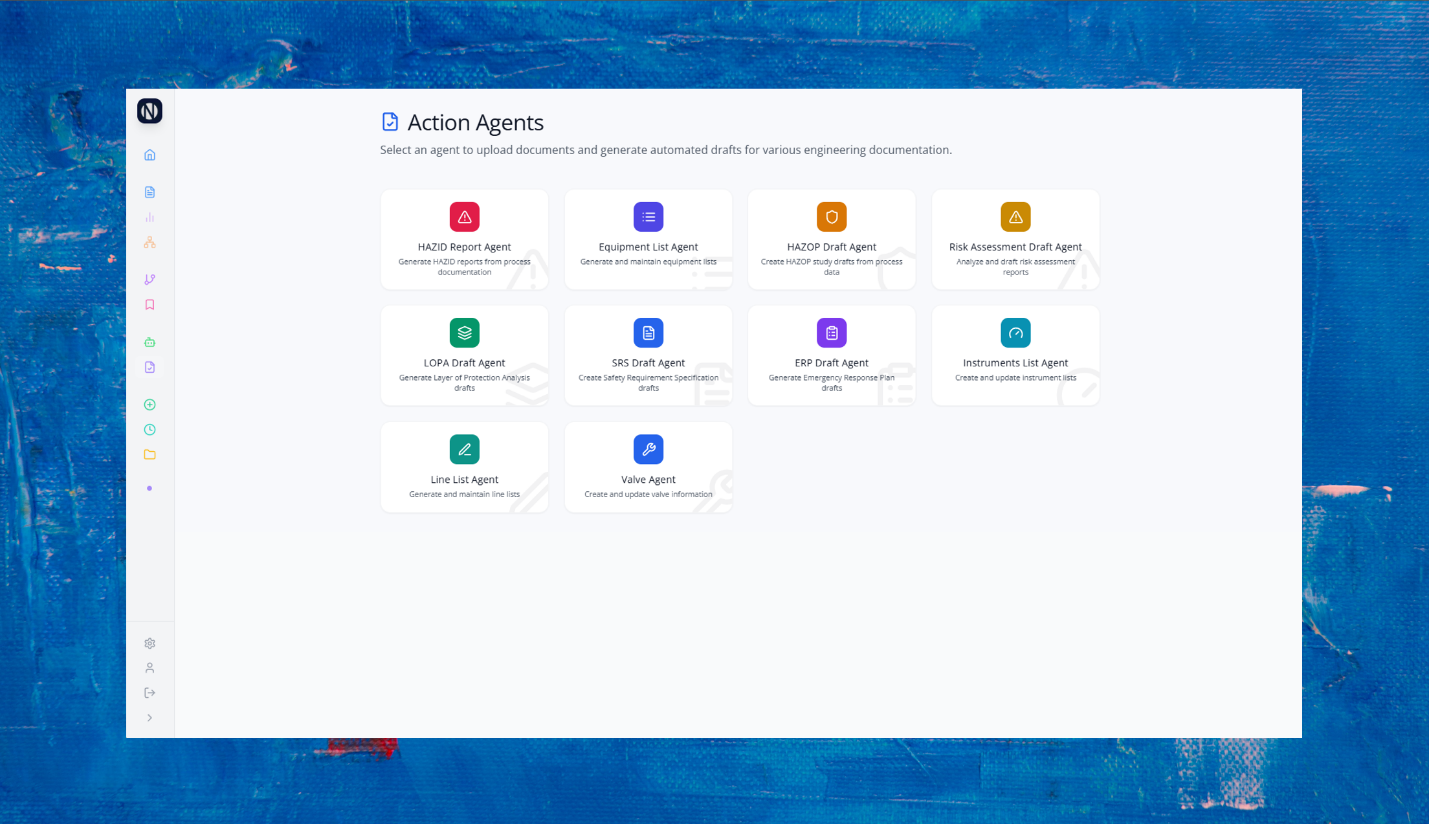 N
Action Agents
Select an agent to upload documents and generate automated drafts for various engineering documentation.
HAZID Report Agent
Generate HAZID reports from process
documentation
Equipment List Agent
Generate and maintain equipment lists
HAZOP Draft Agent
Create HAZOP study drafts from process
data
Risk Assessment Draft Agent
Analyze and draft risk assessment
reports
LOPA Draft Agent
Generate Layer of Protection Analysis
drafts
SRS Draft Agent
Create Safety Requirement Specification
drafts
ERP Draft Agent
Generate Emergency Response Plan
drafts
Instruments List Agent
Create and update instrument lists
Line List Agent
Generate and maintain line lists
Valve Agent
Create and update valve information